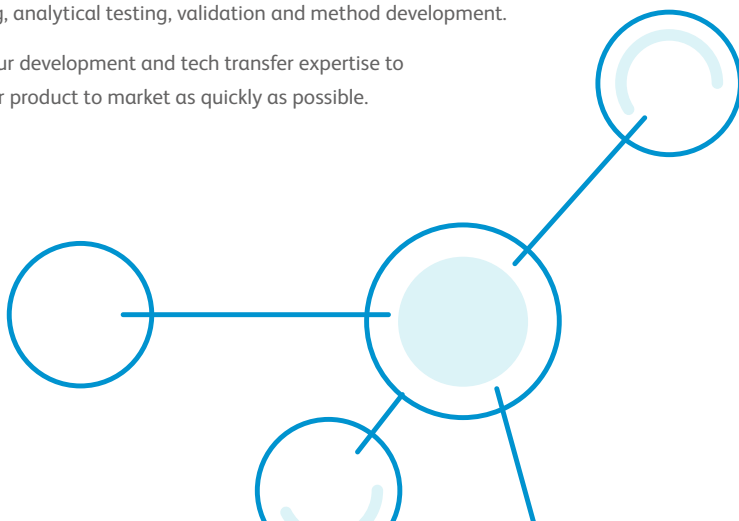 , analytical testing, validation and method development.
ur development and tech transfer expertise to
r product to market as quickly as possible.